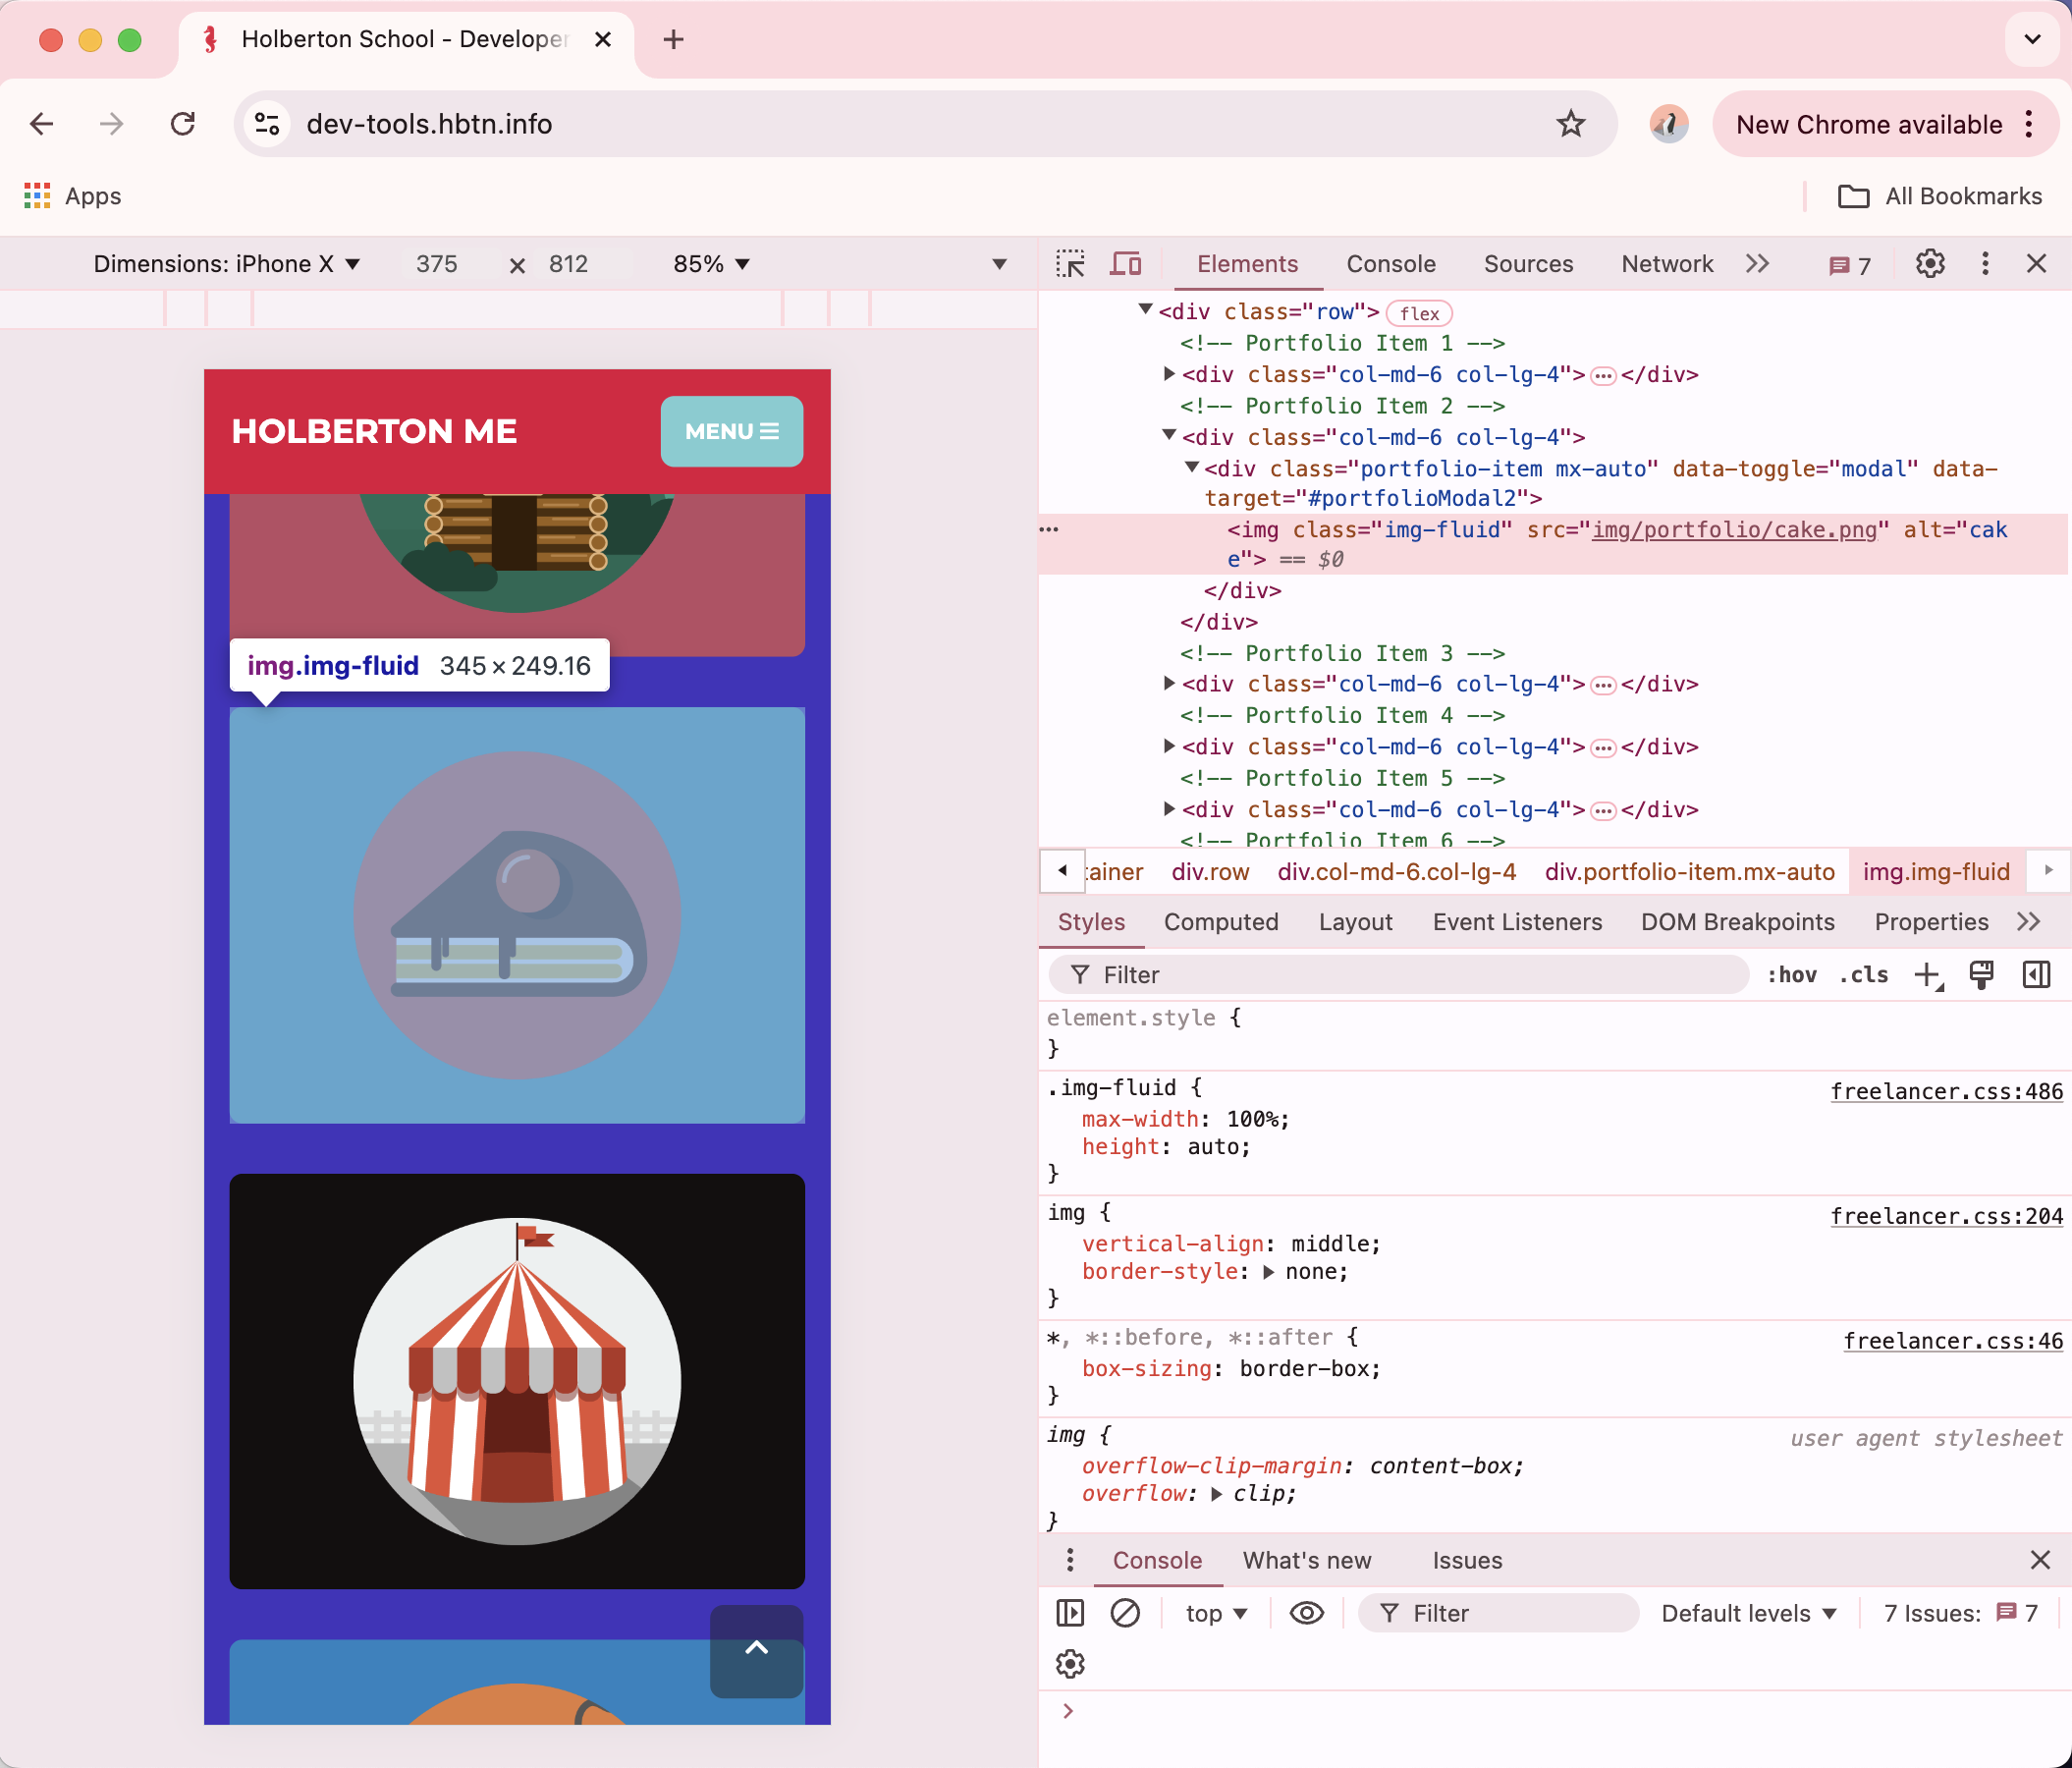 Holberton School - Developer
dev-tools.hbtn.info
New Chrome available
Apps
All Bookmarks
Dimensions: iPhone X ▼ 375 × 812 85% ▼
HOLBERTON ME
MENU
img.img-fluid 345 × 249.16
Elements Console Sources Network 7
<div class="row"> flex
<!-- Portfolio Item 1 -->
<div class="col-md-6 col-lg-4"> ••• </div>
<!-- Portfolio Item 2 -->
<div class="col-md-6 col-lg-4">
<div class="portfolio-item mx-auto" data-toggle="modal" data-
target="#portfolioModal2">
<img class="img-fluid" src="img/portfolio/cake.png" alt="cak
e"> == $0
</div>
</div>
<!-- Portfolio Item 3 -->
<div class="col-md-6 col-lg-4"> ••• </div>
<!-- Portfolio Item 4 -->
<div class="col-md-6 col-lg-4"> ••• </div>
<!-- Portfolio Item 5 -->
<div class="col-md-6 col-lg-4"> ••• </div>
<!-- Portfolio Item 6 -->
tainer div.row div.col-md-6.col-lg-4 div.portfolio-item.mx-auto img.img-fluid
Styles Computed Layout Event Listeners DOM Breakpoints Properties
Filter :hov .cls
element.style {
}
.img-fluid { freelancer.css:486
max-width: 100%;
height: auto;
}
img { freelancer.css:204
vertical-align: middle;
border-style: none;
}
*, *::before, *::after { freelancer.css:46
box-sizing: border-box;
}
img { user agent stylesheet
overflow-clip-margin: content-box;
overflow: clip;
}
Console What's new Issues
top ▼ Filter Default levels ▼ 7 Issues: 7